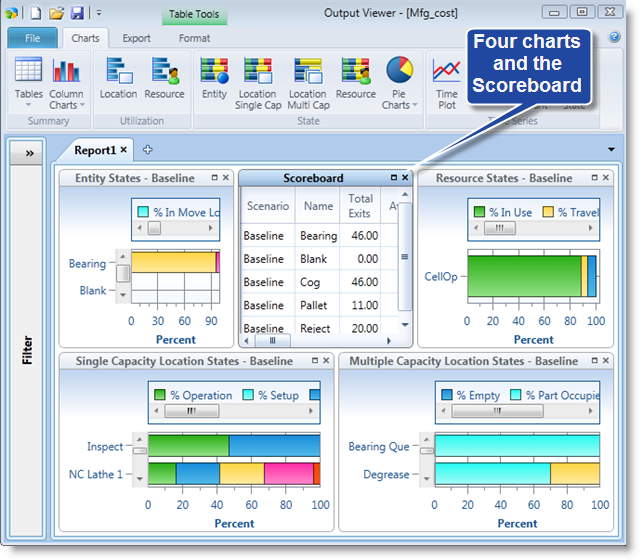 Table Tools
Output Viewer - [Mfg_cost]
File
Charts
Export
Format
Four charts
and the
Scoreboard
Tables
Column
Charts
Location
Resource
Entity
Location
Single Cap
Location
Multi Cap
Resource
Pie
Charts
Time
Plot
State
Summary
Utilization
State
Series
»
Report1
Filter
Entity States - Baseline
% In Move Lo
Bearing
Blank
0 30 60 90
Percent
Scoreboard
Scenario Name Total
Exits
Baseline Bearing 46.00
Baseline Blank 0.00
Baseline Cog 46.00
Baseline Pallet 11.00
Baseline Reject 20.00
Resource States - Baseline
% In Use % Travel
CellOp
0 20 40 60 80 100
Percent
Single Capacity Location States - Baseline
% Operation % Setup
Inspect
NC Lathe 1
0 20 40 60 80 100
Percent
Multiple Capacity Location States - Baseline
% Empty % Part Occupie
Bearing Que
Degrease
0 20 40 60 80 100
Percent